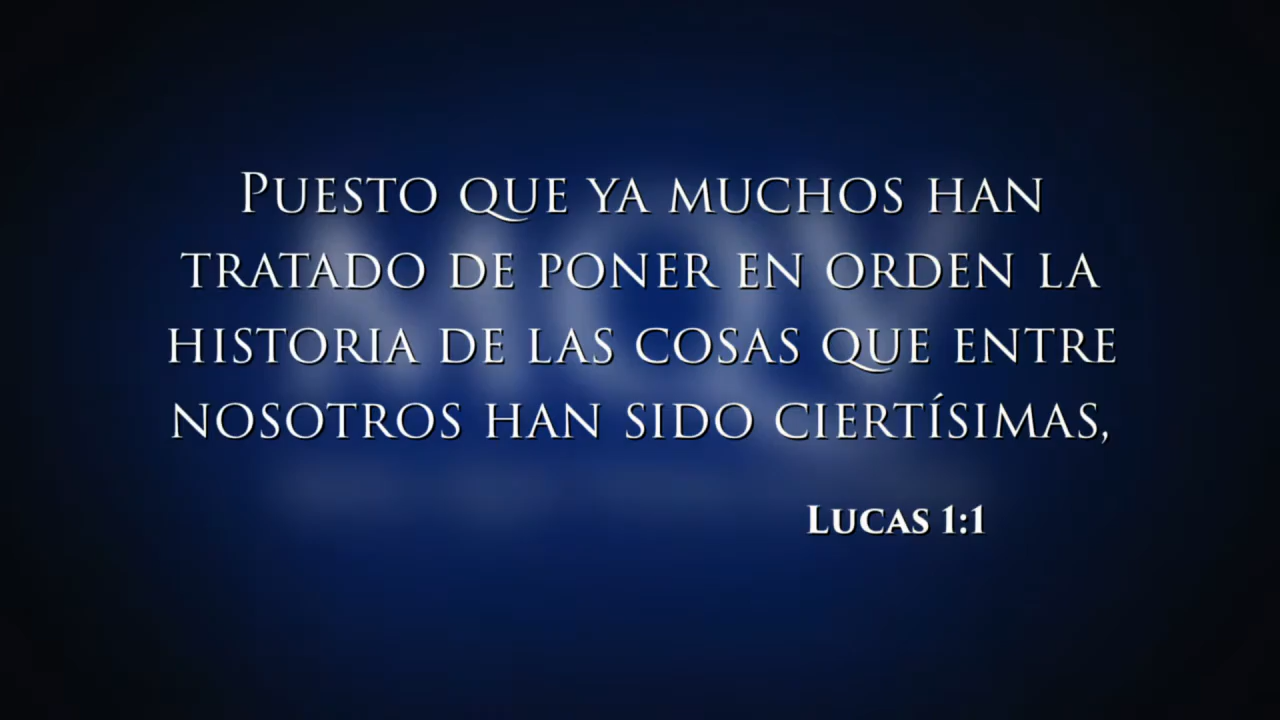 Puesto que ya muchos han
tratado de poner en orden la
historia de las cosas que entre
nosotros han sido ciertísimas,
Lucas 1:1